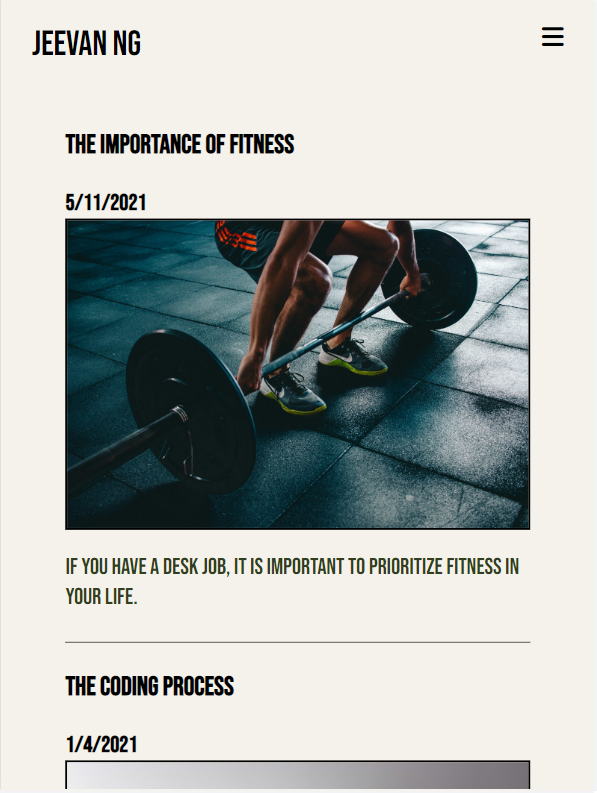 JEEVAN NG
THE IMPORTANCE OF FITNESS
5/11/2021
IF YOU HAVE A DESK JOB, IT IS IMPORTANT TO PRIORITIZE FITNESS IN
YOUR LIFE.
THE CODING PROCESS
1/4/2021